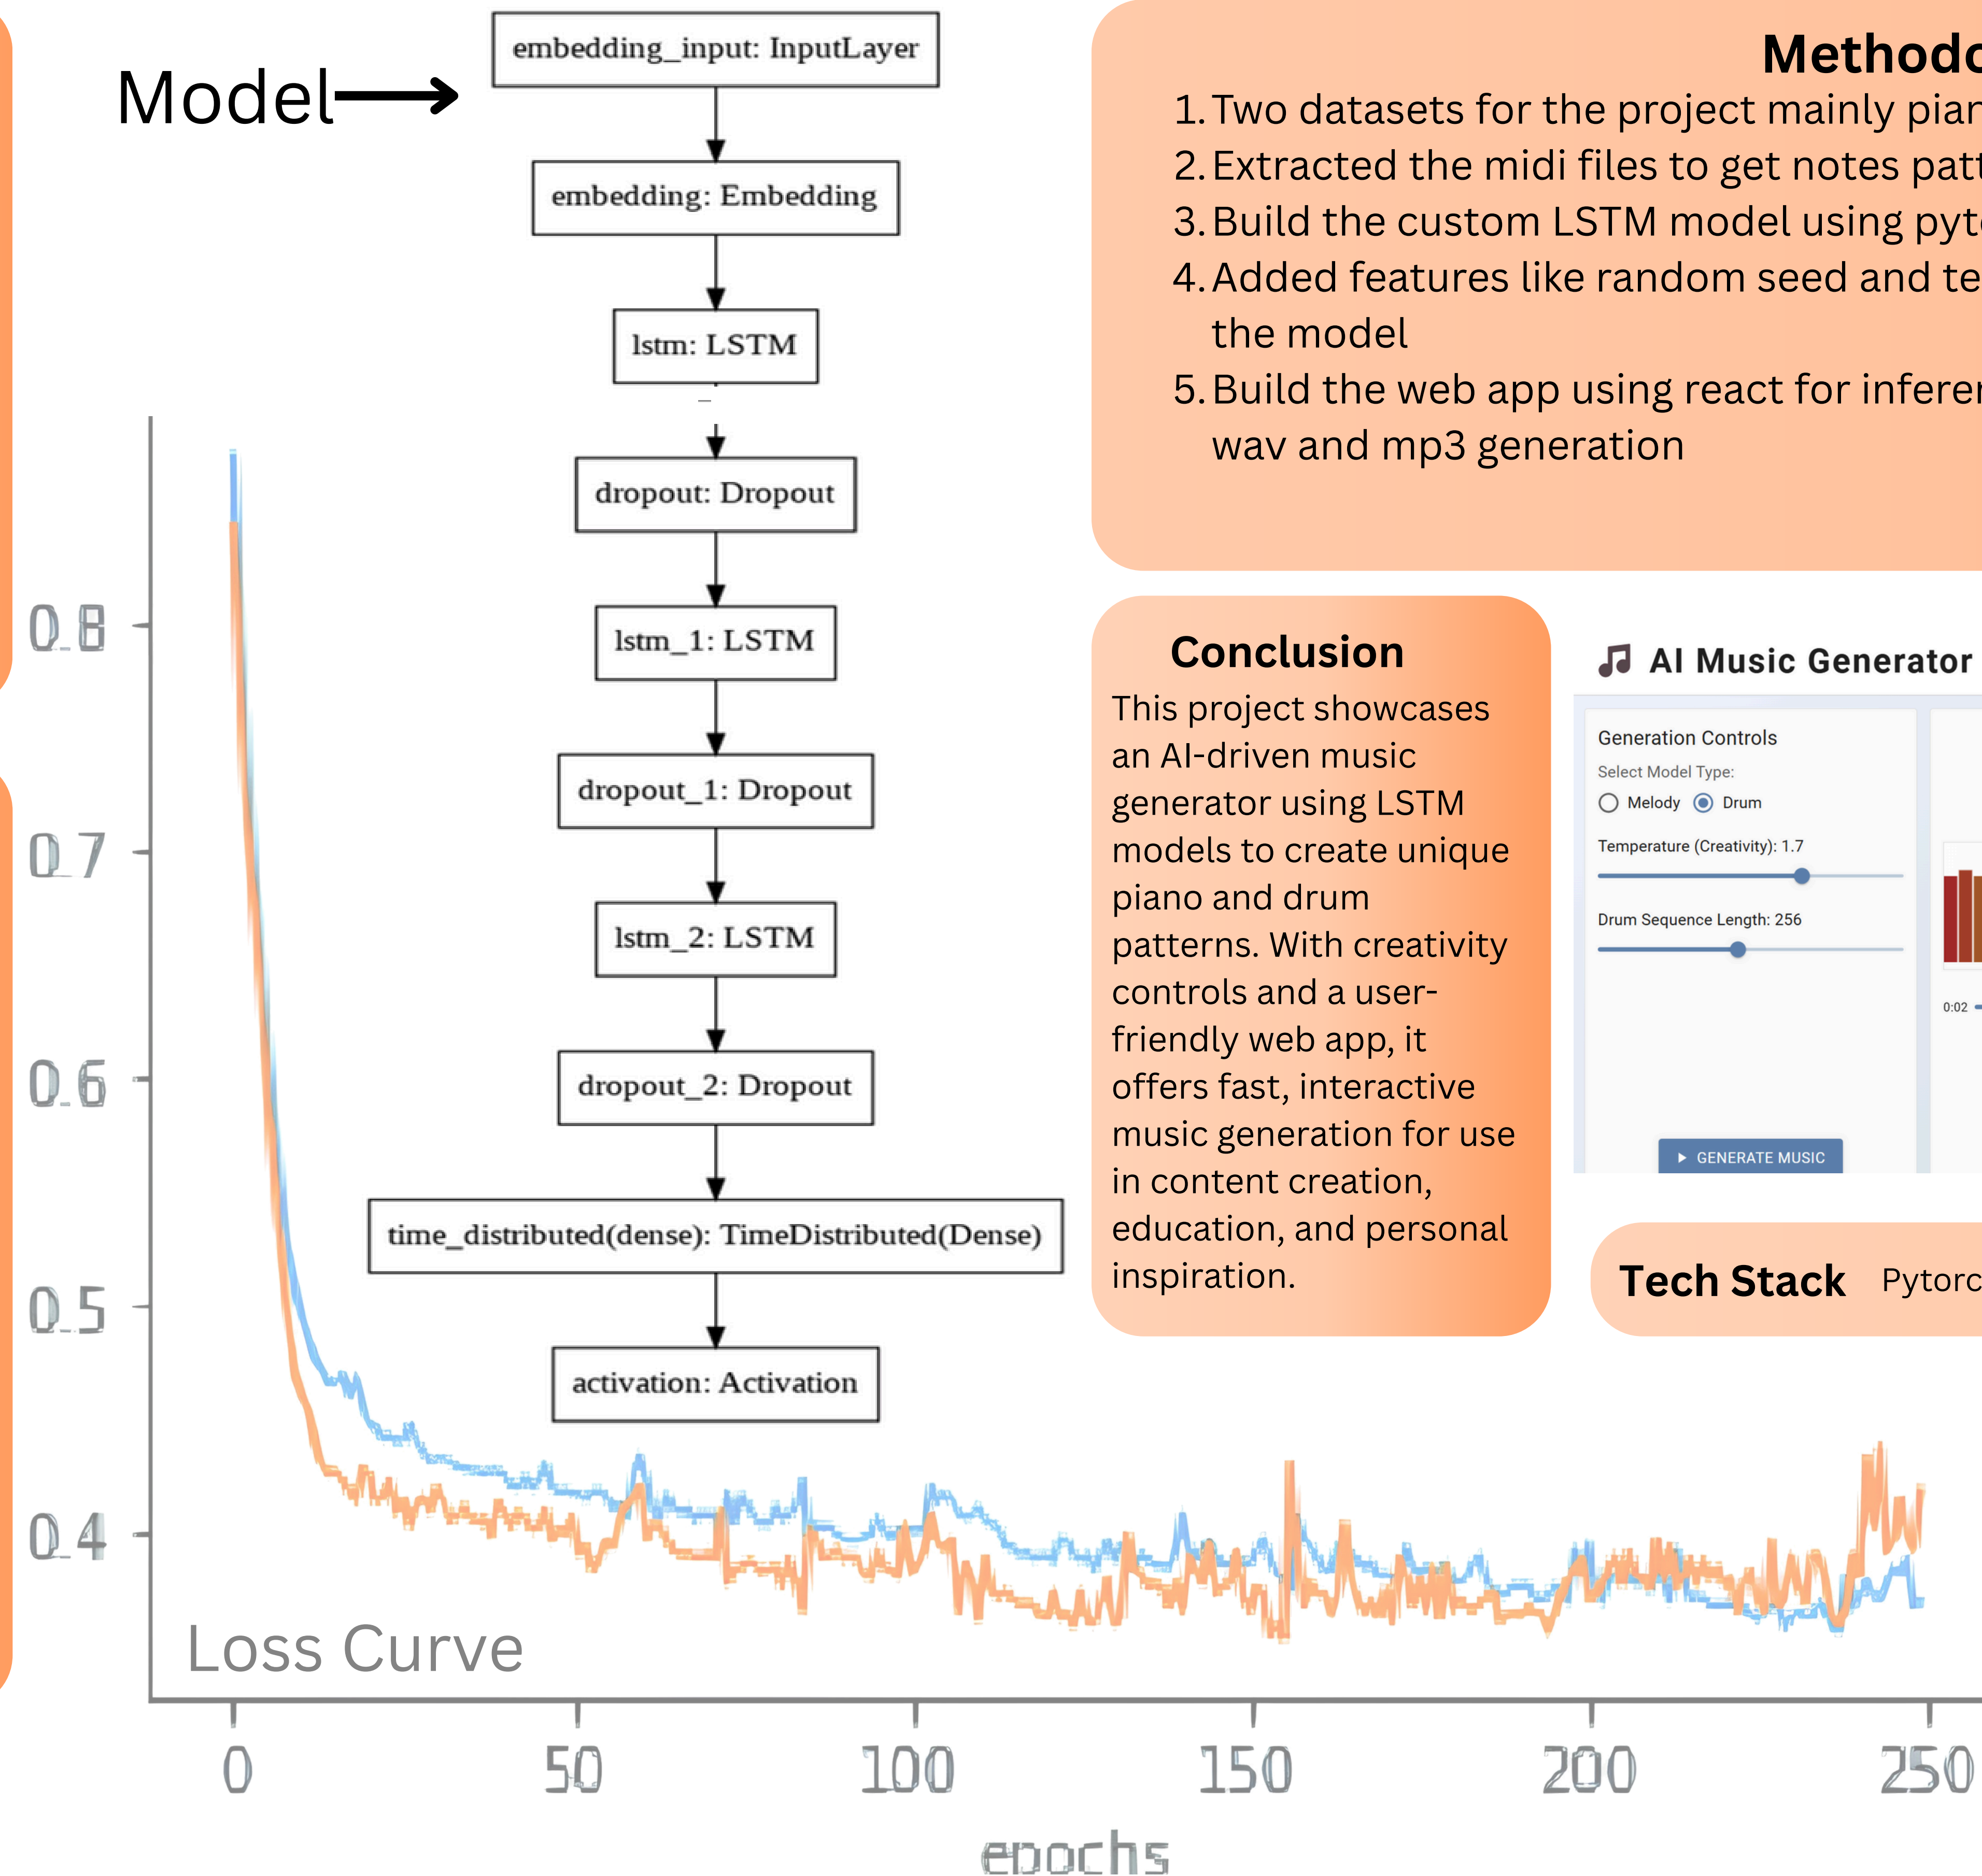 Model
embedding_input: InputLayer
embedding: Embedding
lstm: LSTM
dropout: Dropout
lstm_1: LSTM
dropout_1: Dropout
lstm_2: LSTM
dropout_2: Dropout
time_distributed(dense): TimeDistributed(Dense)
activation: Activation
0.8
0.7
0.6
0.5
0.4
Loss Curve
0 50 100 150 200 250
epochs
1. Two datasets for the project mainly
2. Extracted the midi files to get notes
3. Build the custom LSTM model using
4. Added features like random seed and
the model
5. Build the web app using react for
wav and mp3 generation
Conclusion
This project showcases
an AI-driven music
generator using LSTM
models to create unique
piano and drum
patterns. With creativity
controls and a user-
friendly web app, it
offers fast, interactive
music generation for use
in content creation,
education, and personal
inspiration.
AI Music Generator
Generation Controls
Select Model Type:
Melody Drum
Temperature (Creativity): 1.7
Drum Sequence Length: 256
GENERATE MUSIC
0:02
Tech Stack